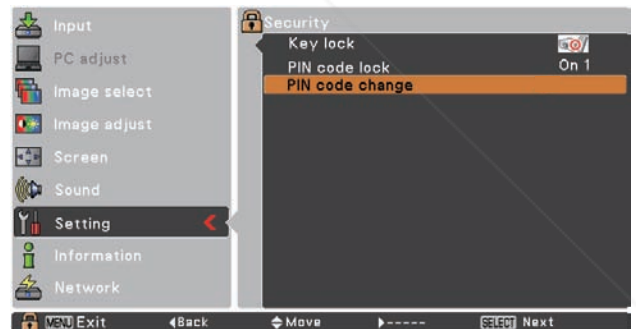 Input
PC adjust
Image select
Image adjust
Screen
Sound
Setting
Information
Network
Security
Key lock
PIN code lock On 1
PIN code change
MENU Exit Back Move ----- SELECT Next